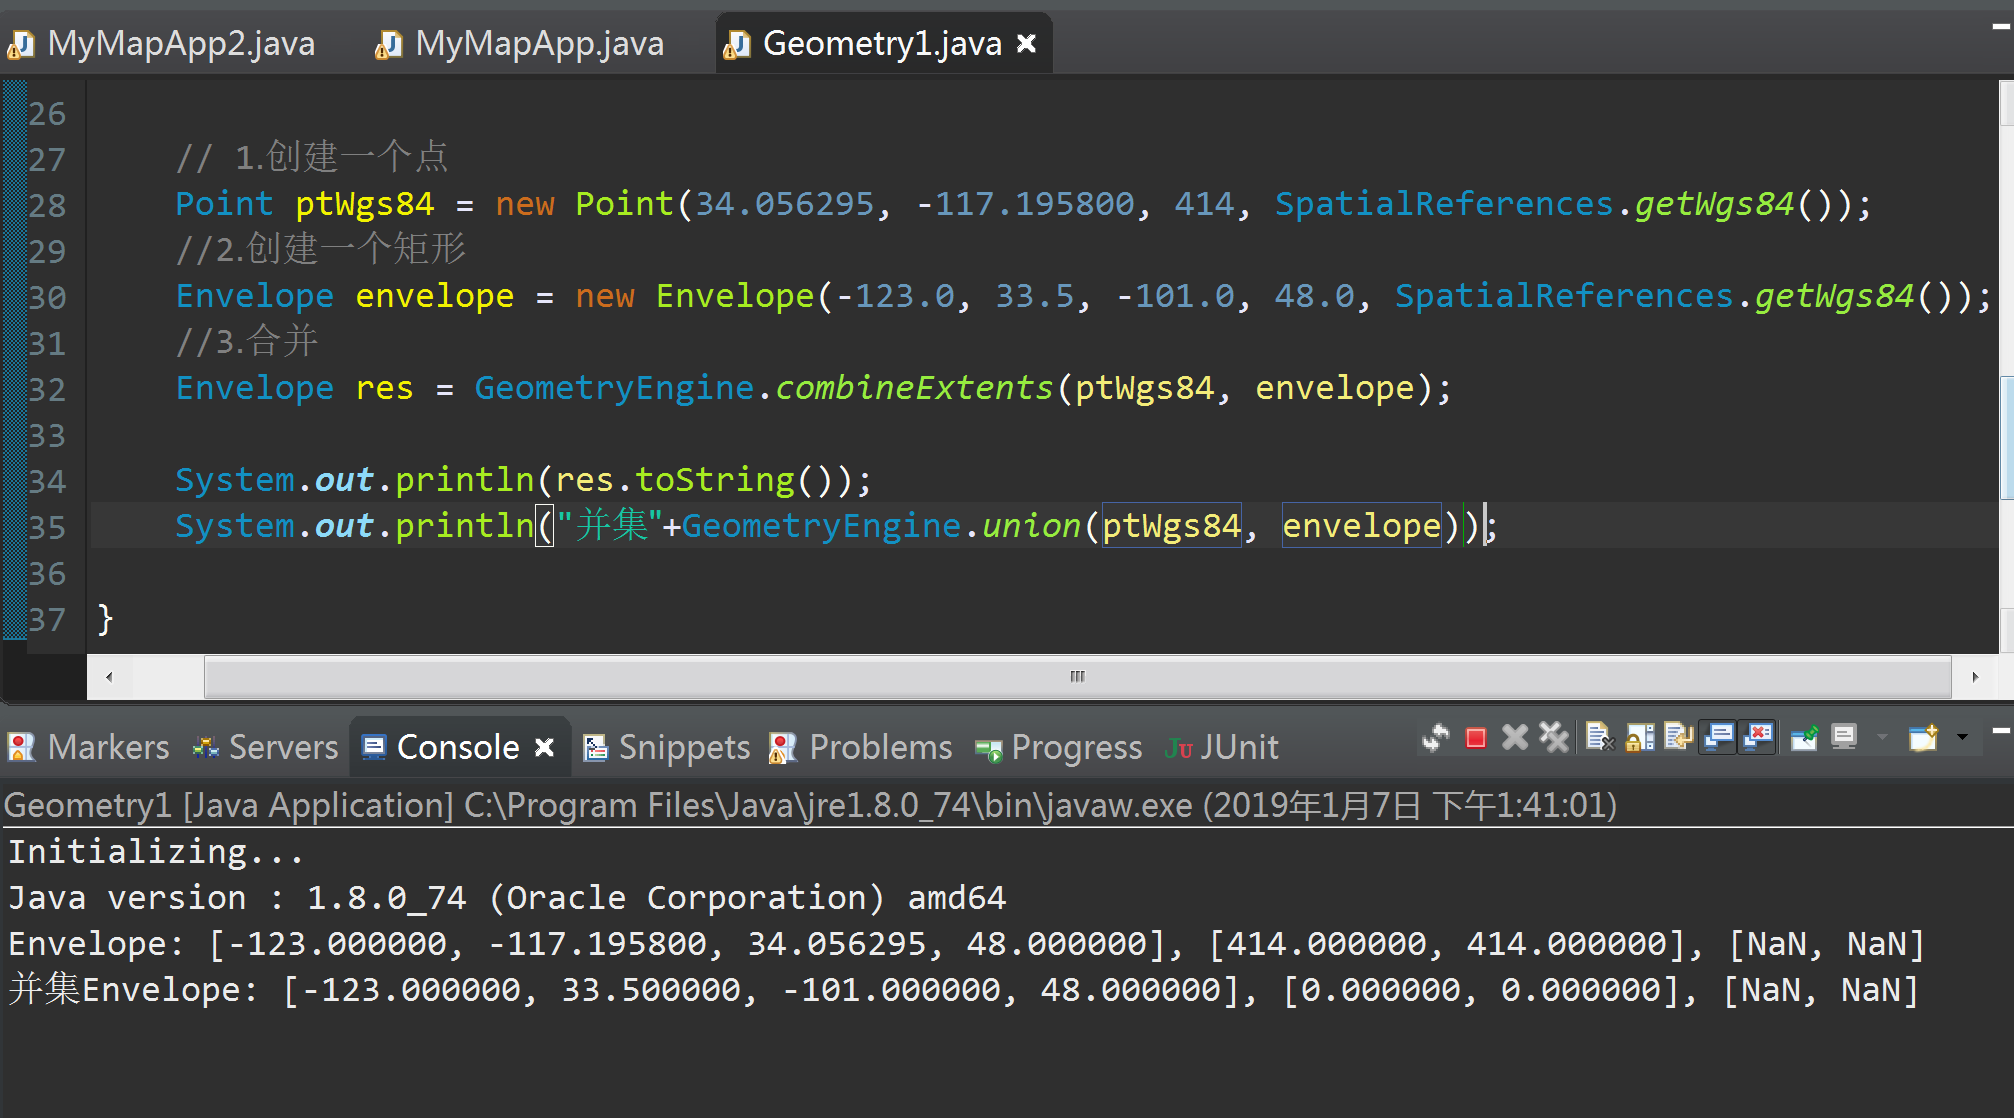 MyMapApp2.java MyMapApp.java Geometry1.java
26
27 // 1.创建一个点
28 Point ptWgs84 = new Point(34.056295, -117.195800, 414, SpatialReferences.getWgs84());
29 //2.创建一个矩形
30 Envelope envelope = new Envelope(-123.0, 33.5, -101.0, 48.0, SpatialReferences.getWgs84());
31 //3.合并
32 Envelope res = GeometryEngine.combineExtents(ptWgs84, envelope);
33
34 System.out.println(res.toString());
35 System.out.println("并集"+GeometryEngine.union(ptWgs84, envelope));
36
37 }
Markers Servers Console Snippets Problems Progress JUnit
Geometry1 [Java Application] C:\Program Files\Java\jre1.8.0_74\bin\javaw.exe (2019年1月7日 下午1:41:01)
Initializing...
Java version : 1.8.0_74 (Oracle Corporation) amd64
Envelope: [-123.000000, -117.195800, 34.056295, 48.000000], [414.000000, 414.000000], [NaN, NaN]
并集Envelope: [-123.000000, 33.500000, -101.000000, 48.000000], [0.000000, 0.000000], [NaN, NaN]